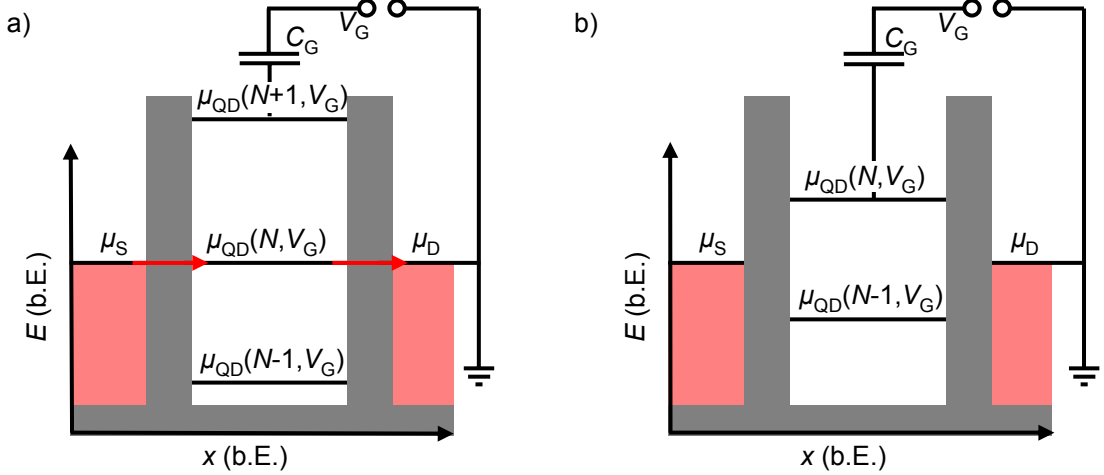 a)
V_G
C_G
μ_QD(N+1,V_G)
μ_S
μ_QD(N,V_G)
μ_D
μ_QD(N-1,V_G)
E (b.E.)
x (b.E.)
b)
V_G
C_G
μ_QD(N,V_G)
μ_S
μ_D
μ_QD(N-1,V_G)
E (b.E.)
x (b.E.)